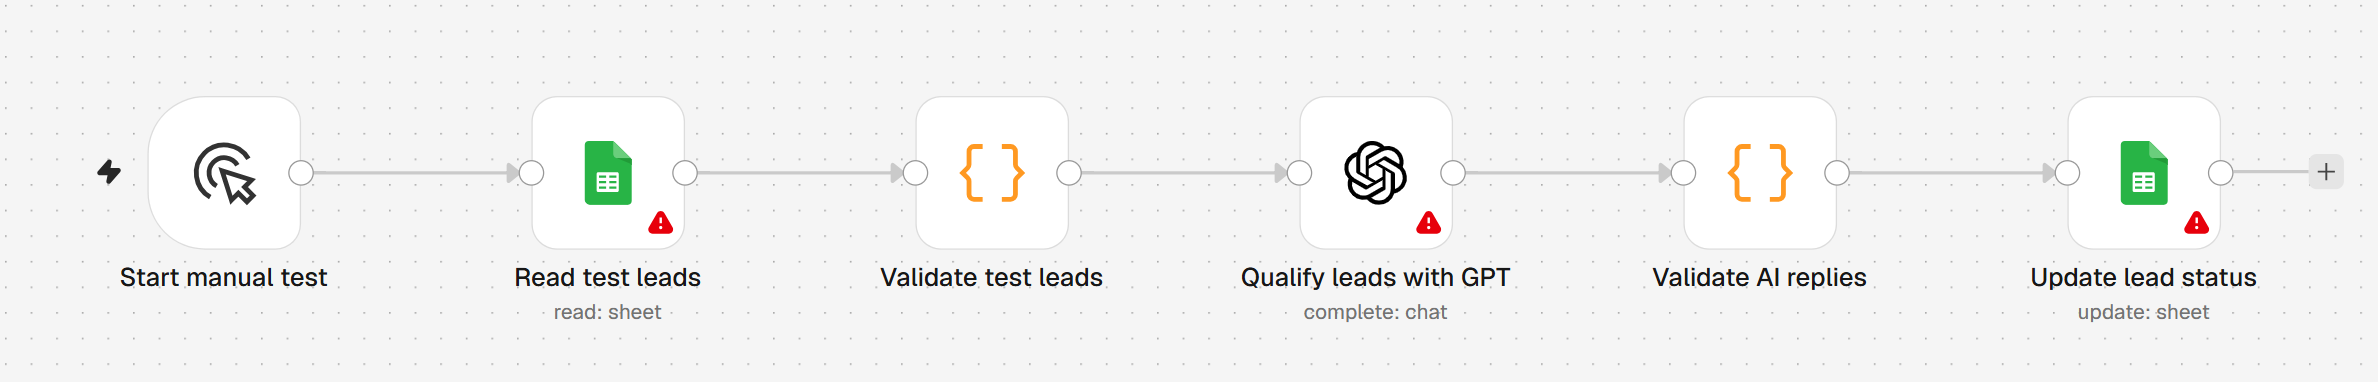 Start manual test
Read test leads
read: sheet
Validate test leads
Qualify leads with GPT
complete: chat
Validate AI replies
Update lead status
update: sheet